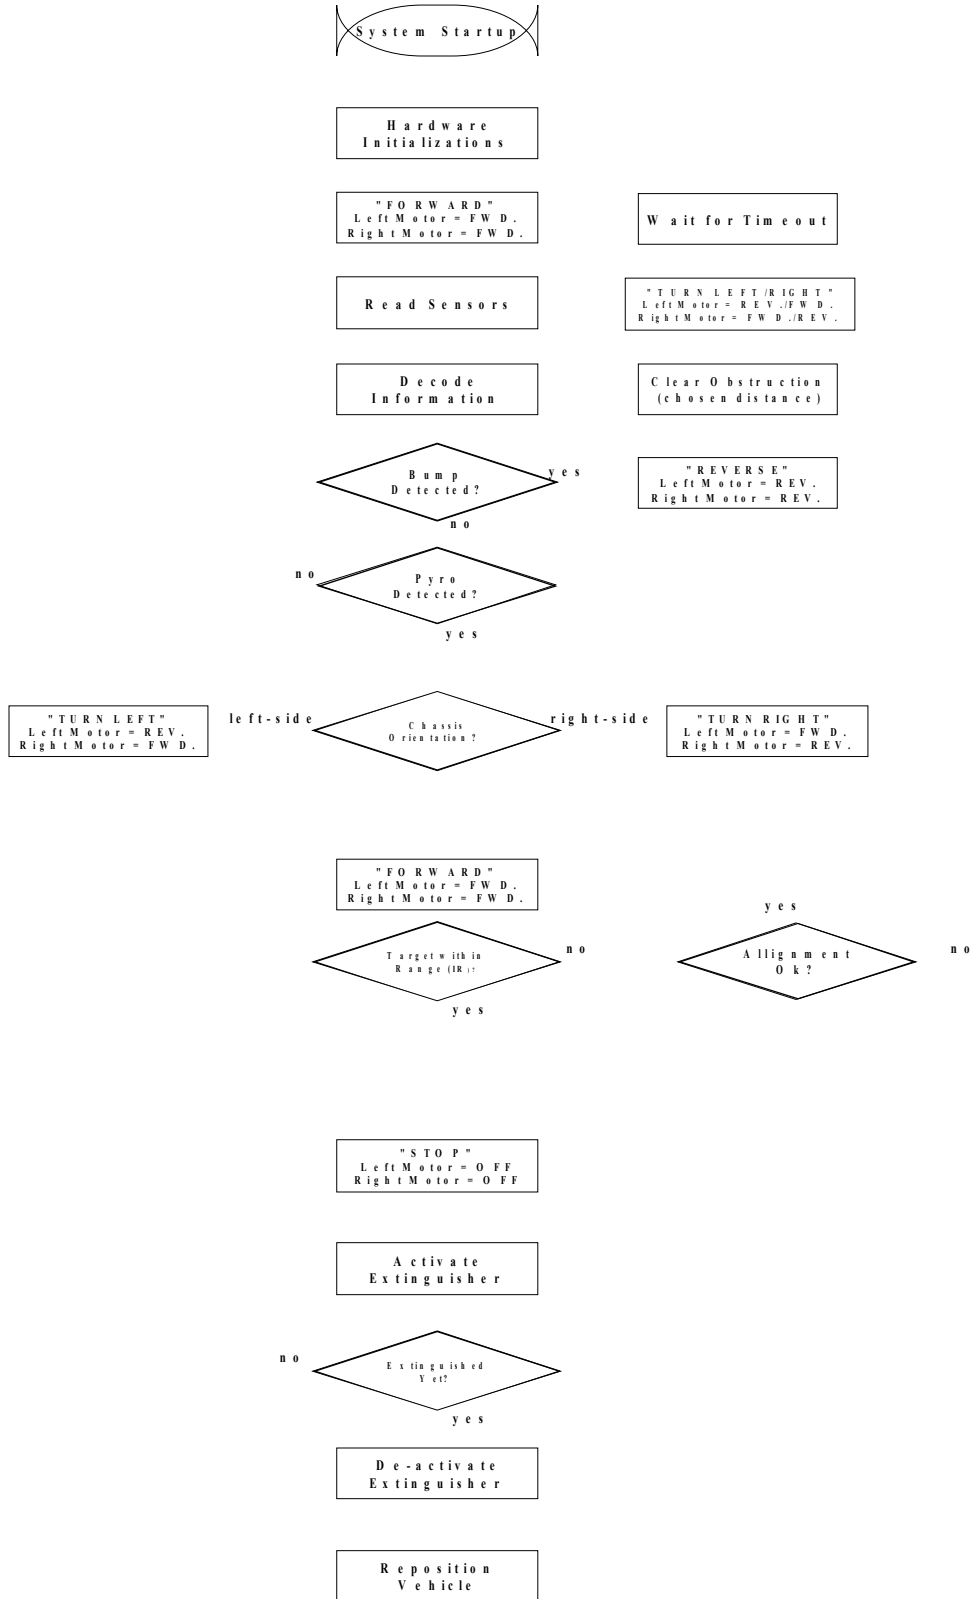 System Startup
Hardware
Initializations
"FORWARD"
Left Motor = FWD.
Right Motor = FWD.
Wait for Timeout
Read Sensors
"TURN LEFT/RIGHT"
Left Motor = REV./FWD.
Right Motor = FWD./REV.
Decode
Information
Clear Obstruction
(chosen distance)
Bump
Detected?
yes
no
"REVERSE"
Left Motor = REV.
Right Motor = REV.
no
Pyro
Detected?
yes
"TURN LEFT"
Left Motor = REV.
Right Motor = FWD.
left-side
Chassis
Orientation?
right-side
"TURN RIGHT"
Left Motor = FWD.
Right Motor = REV.
"FORWARD"
Left Motor = FWD.
Right Motor = FWD.
Target within
Range (IR)?
no
yes
yes
Allignment
Ok?
no
"STOP"
Left Motor = OFF
Right Motor = OFF
Activate
Extinguisher
no
Extinguished
Yet?
yes
De-activate
Extinguisher
Reposition
Vehicle